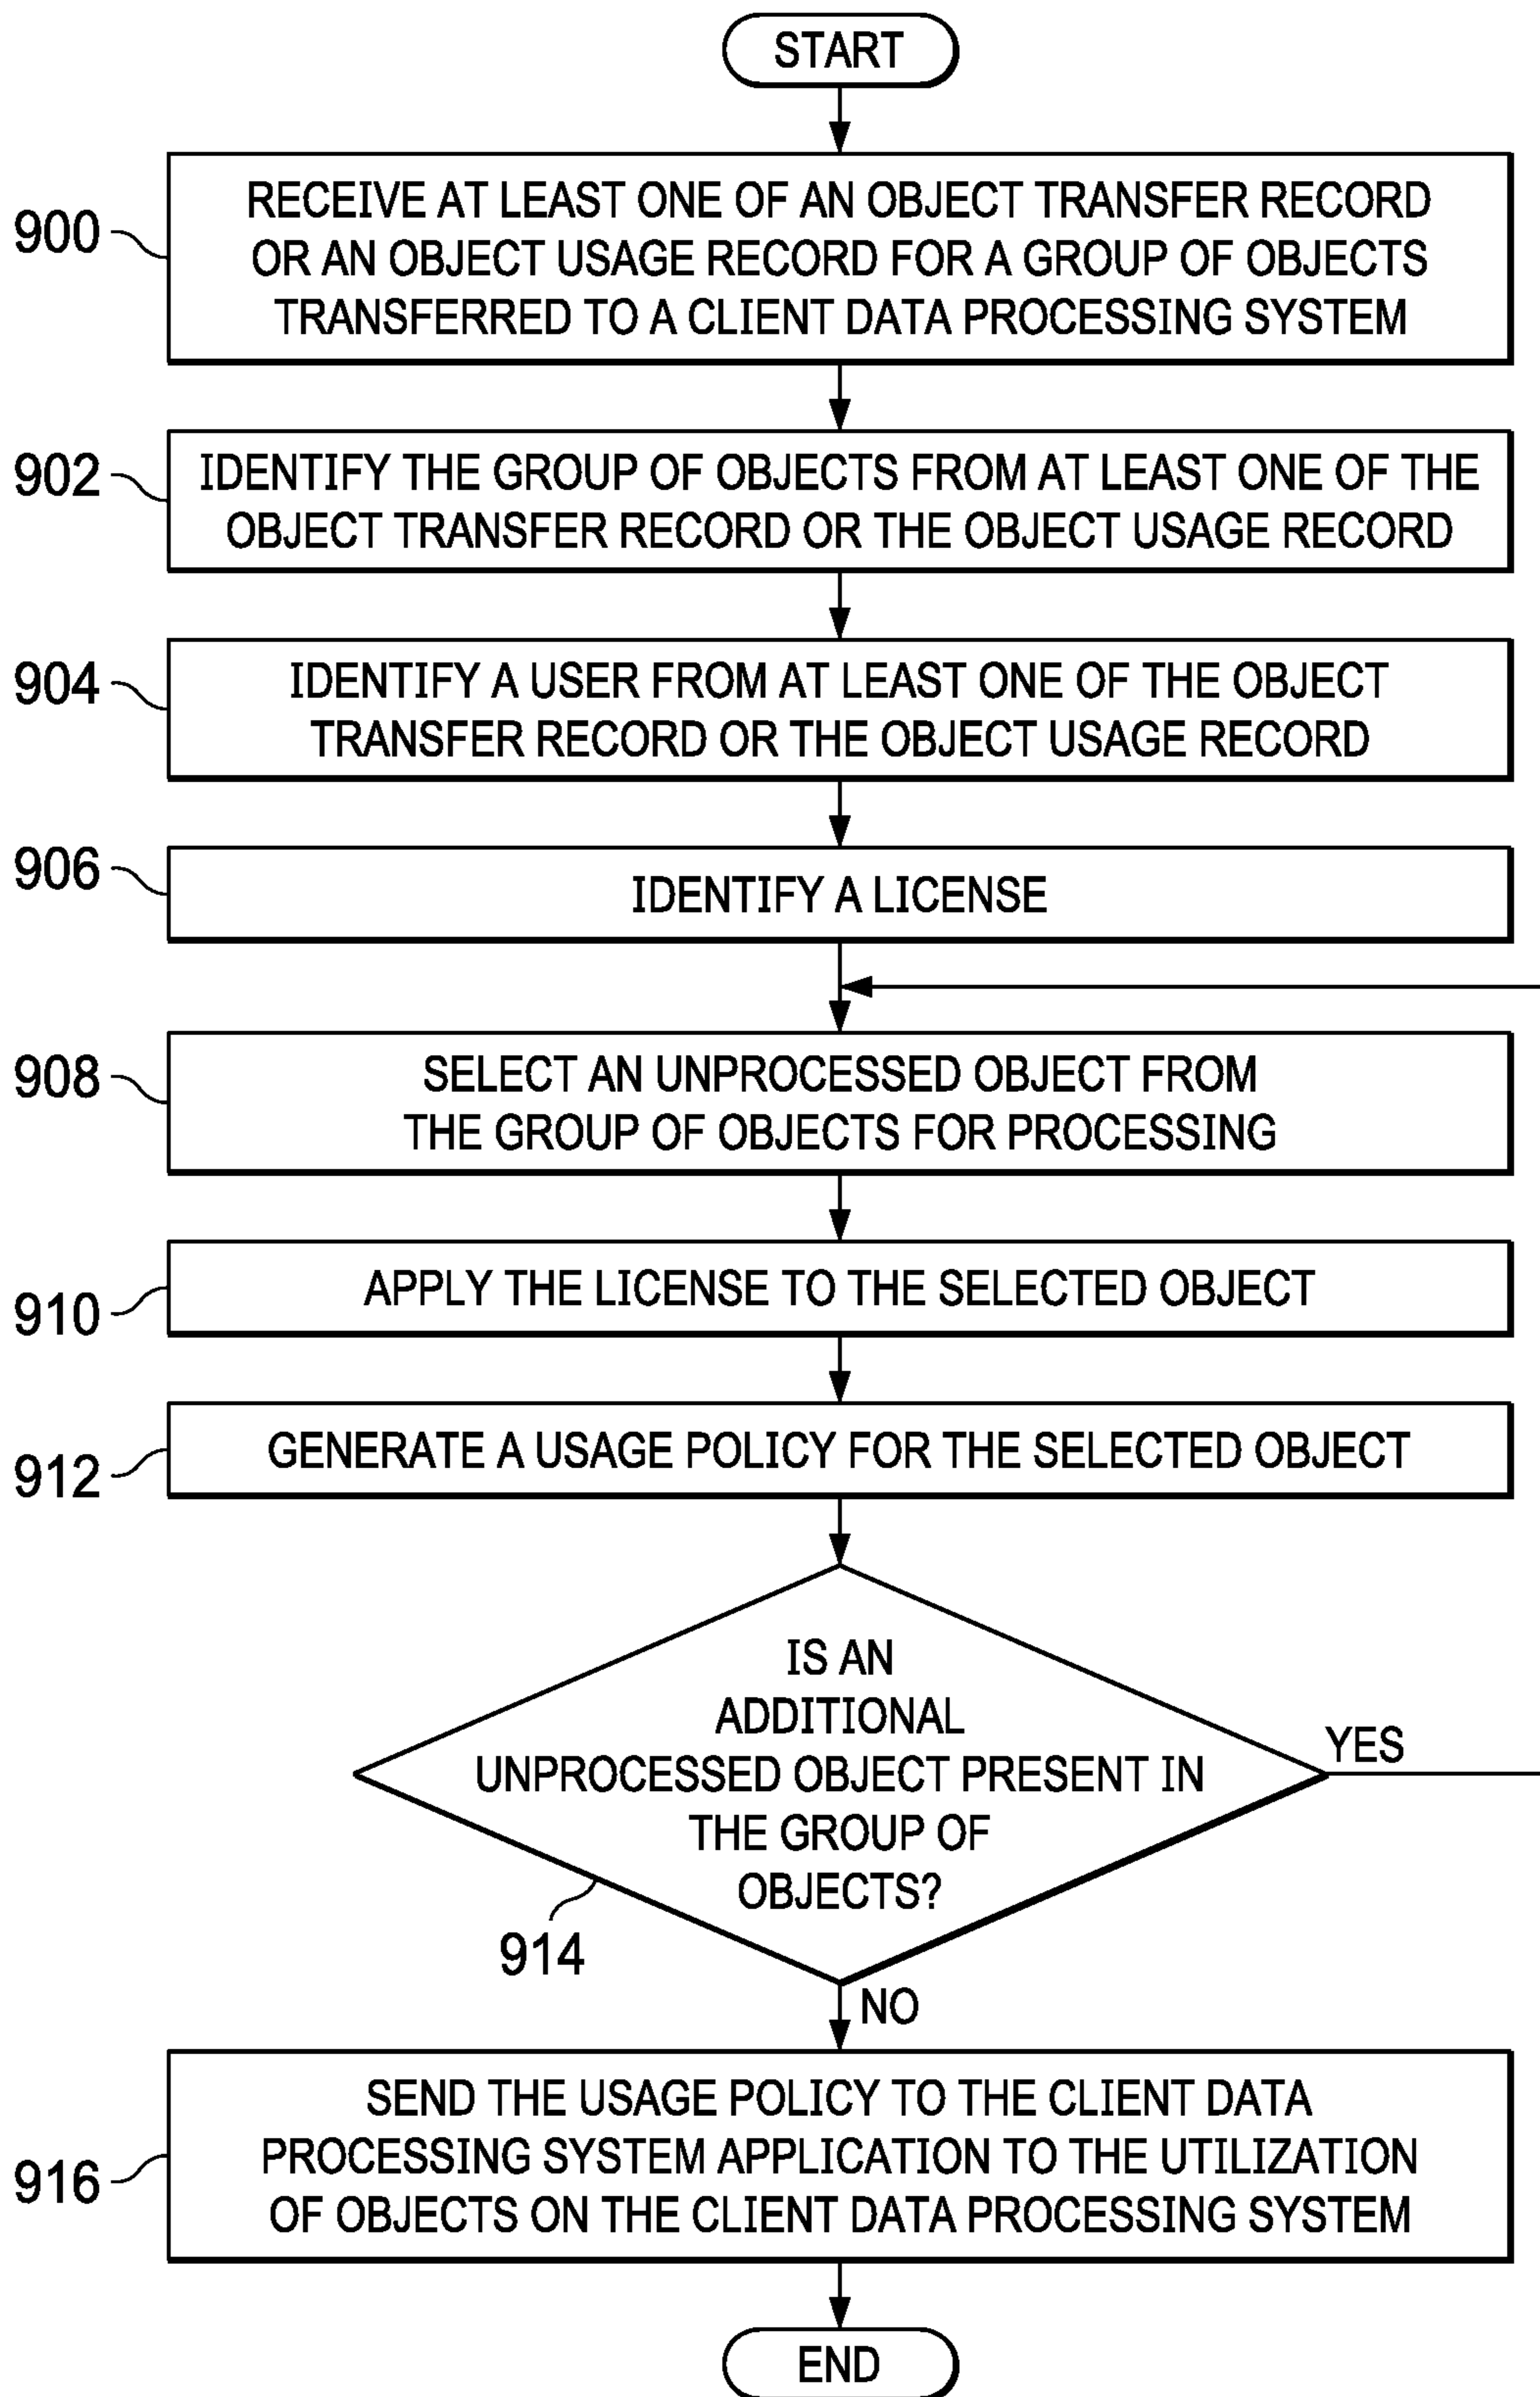 START
900
RECEIVE AT LEAST ONE OF AN OBJECT TRANSFER RECORD
OR AN OBJECT USAGE RECORD FOR A GROUP OF OBJECTS
TRANSFERRED TO A CLIENT DATA PROCESSING SYSTEM
902
IDENTIFY THE GROUP OF OBJECTS FROM AT LEAST ONE OF THE
OBJECT TRANSFER RECORD OR THE OBJECT USAGE RECORD
904
IDENTIFY A USER FROM AT LEAST ONE OF THE OBJECT
TRANSFER RECORD OR THE OBJECT USAGE RECORD
906
IDENTIFY A LICENSE
908
SELECT AN UNPROCESSED OBJECT FROM
THE GROUP OF OBJECTS FOR PROCESSING
910
APPLY THE LICENSE TO THE SELECTED OBJECT
912
GENERATE A USAGE POLICY FOR THE SELECTED OBJECT
IS AN
ADDITIONAL
UNPROCESSED OBJECT PRESENT IN
THE GROUP OF
OBJECTS?
YES
914
NO
916
SEND THE USAGE POLICY TO THE CLIENT DATA
PROCESSING SYSTEM APPLICATION TO THE UTILIZATION
OF OBJECTS ON THE CLIENT DATA PROCESSING SYSTEM
END